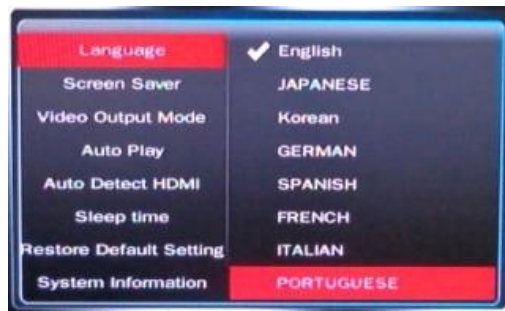 Language
Screen Saver
Video Output Mode
Auto Play
Auto Detect HDMI
Sleep time
Restore Default Setting
System Information
English
JAPANESE
Korean
GERMAN
SPANISH
FRENCH
ITALIAN
PORTUGUESE